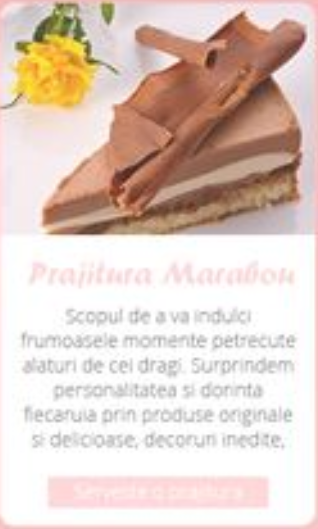 Prajitura Marabou
Scopul de a va indulci
frumoasele momente petrecute
alaturi de cei dragi. Surprindem
personalitatea si dorinta
fiecaruia prin produse originale
si delicioase, decoruri inedite,
prajitura